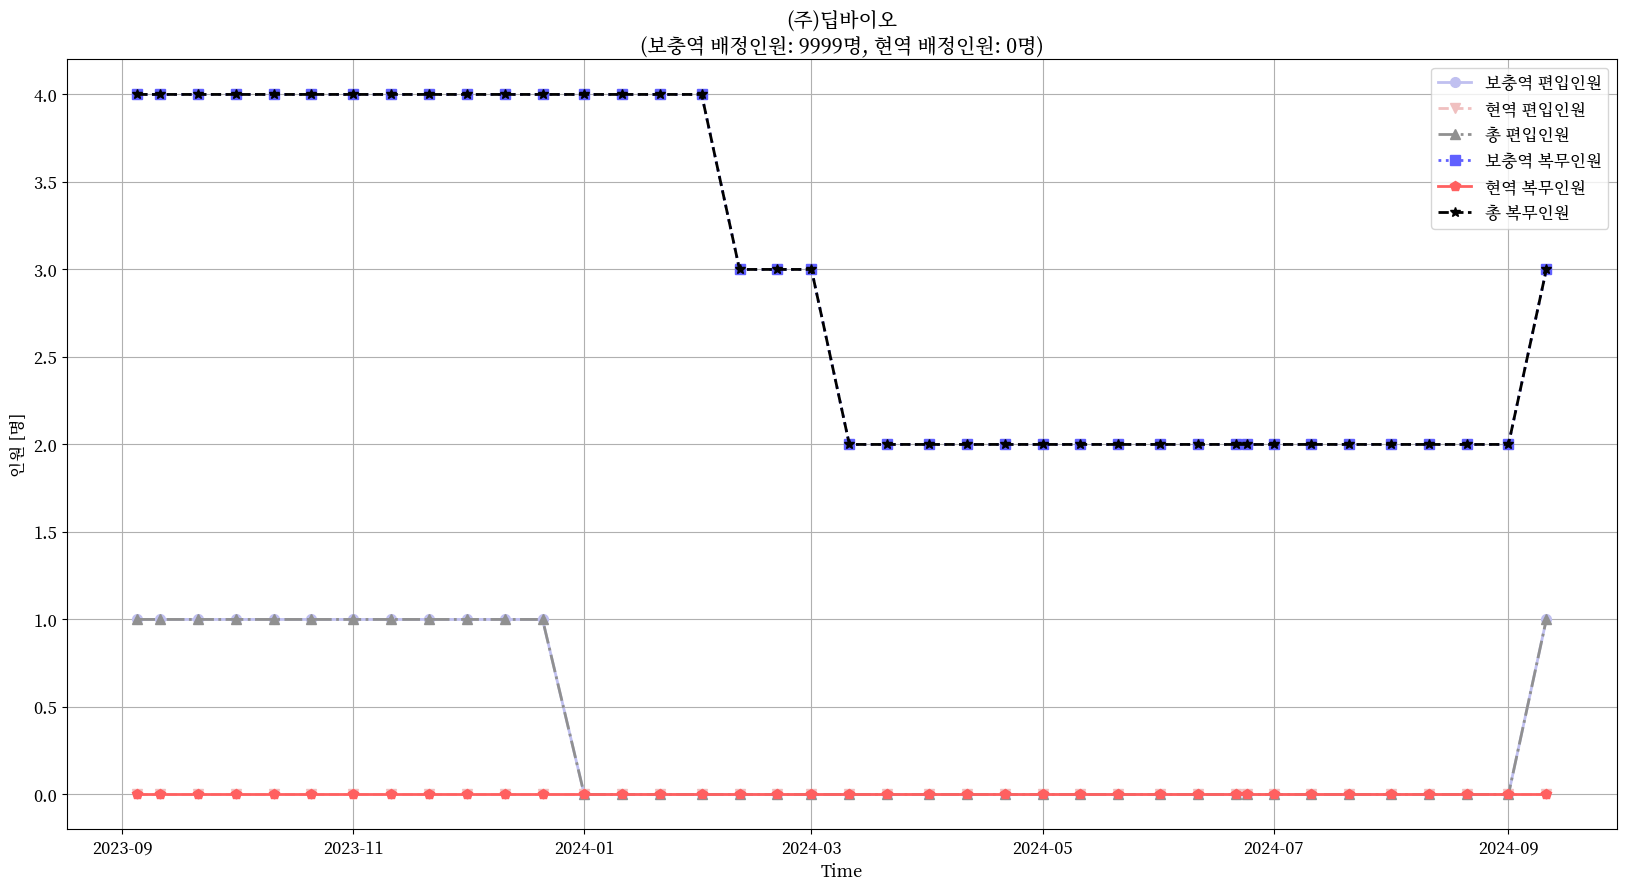 (주)딥바이오
(보충역 배정인원: 9999명, 현역 배정인원: 0명)
4.0
3.5
3.0
2.5
2.0
1.5
1.0
0.5
0.0
인원 [명]
보충역 편입인원
현역 편입인원
총 편입인원
보충역 복무인원
현역 복무인원
총 복무인원
2023-09
2023-11
2024-01
2024-03
2024-05
2024-07
2024-09
Time